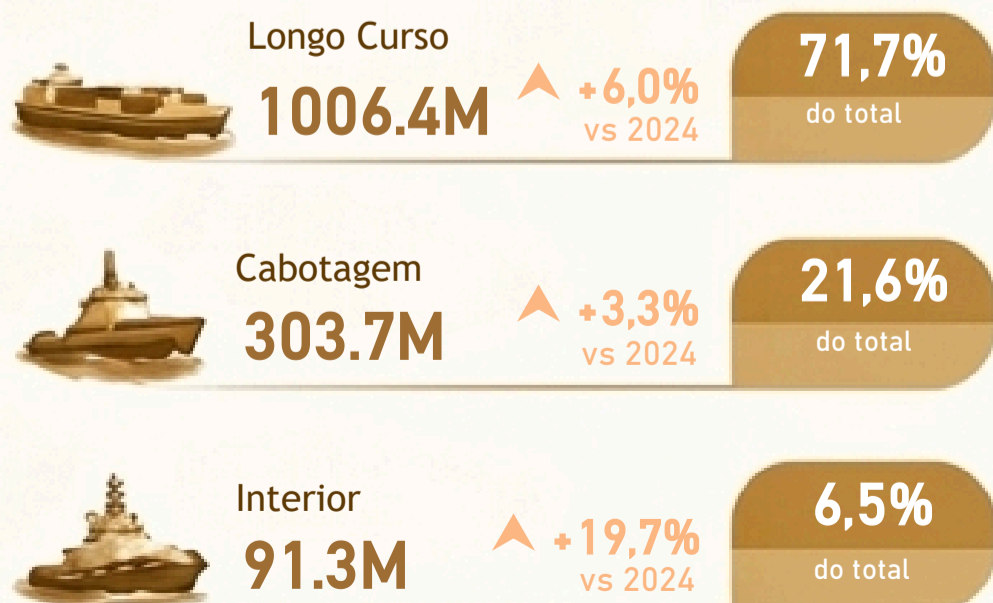 Longo Curso
1006.4M
+6,0%
vs 2024
71,7%
do total
Cabotagem
303.7M
+3,3%
vs 2024
21,6%
do total
Interior
91.3M
+19,7%
vs 2024
6,5%
do total